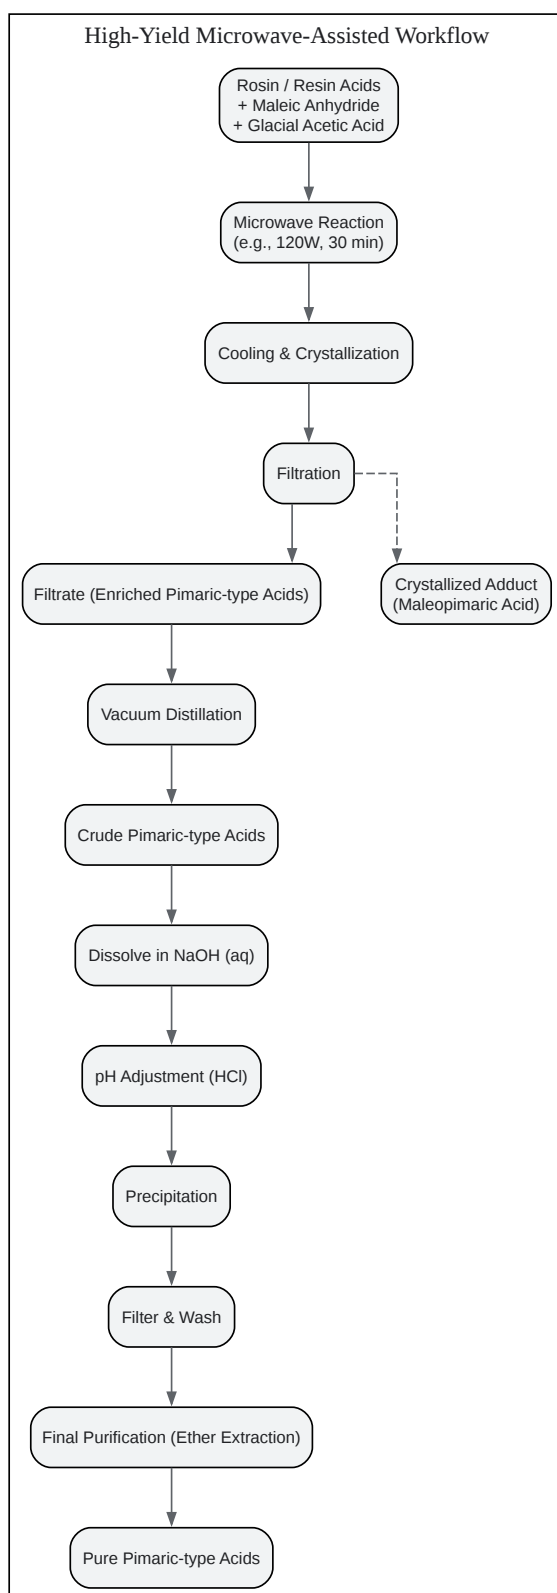 High-Yield Microwave-Assisted Workflow
Rosin / Resin Acids
+ Maleic Anhydride
+ Glacial Acetic Acid
Microwave Reaction
(e.g., 120W, 30 min)
Cooling & Crystallization
Filtration
Filtrate (Enriched Pimaric-type Acids)
Crystallized Adduct
(Maleopimaric Acid)
Vacuum Distillation
Crude Pimaric-type Acids
Dissolve in NaOH (aq)
pH Adjustment (HCl)
Precipitation
Filter & Wash
Final Purification (Ether Extraction)
Pure Pimaric-type Acids